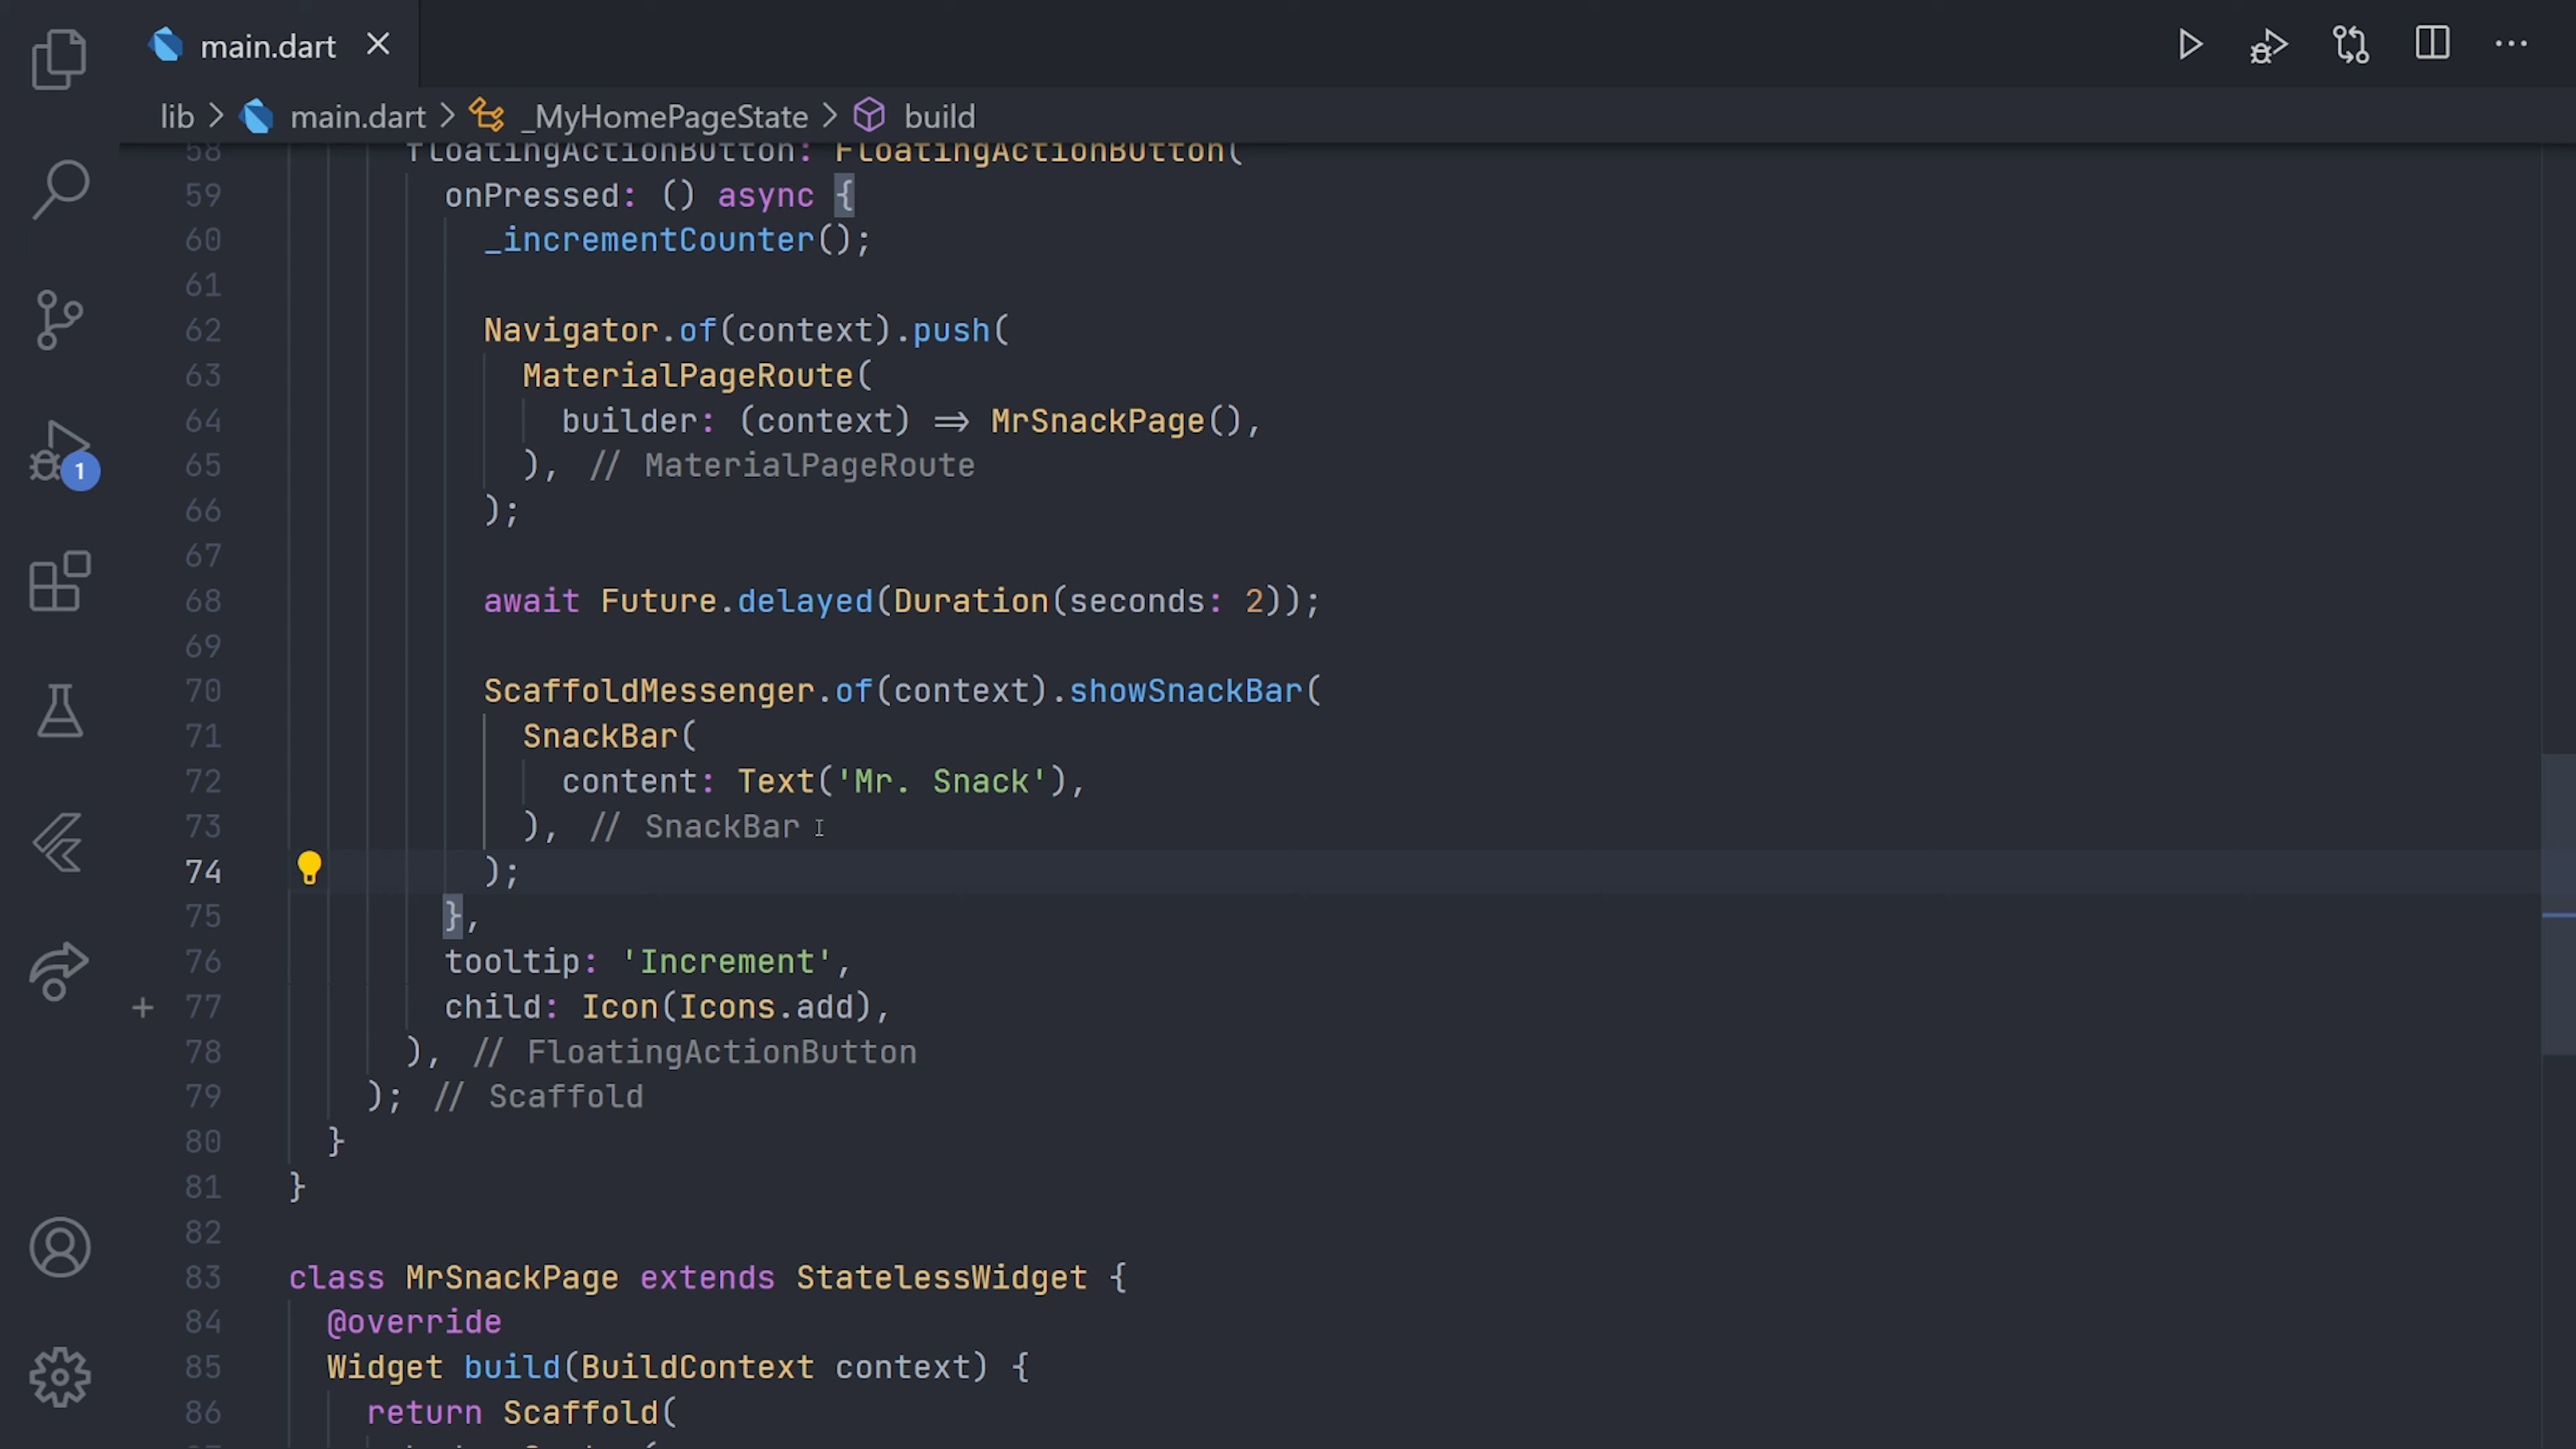 main.dart
lib > main.dart > _MyHomePageState > build
58 floatingActionButton: FloatingActionButton(
59 onPressed: () async {
60 _incrementCounter();
61
62 Navigator.of(context).push(
63 MaterialPageRoute(
64 builder: (context) => MrSnackPage(),
65 ), // MaterialPageRoute
66 );
67
68 await Future.delayed(Duration(seconds: 2));
69
70 ScaffoldMessenger.of(context).showSnackBar(
71 SnackBar(
72 content: Text('Mr. Snack'),
73 ), // SnackBar
74 );
75 },
76 tooltip: 'Increment',
77 child: Icon(Icons.add),
78 ), // FloatingActionButton
79 ); // Scaffold
80 }
81 }
82
83 class MrSnackPage extends StatelessWidget {
84 @override
85 Widget build(BuildContext context) {
86 return Scaffold(
1